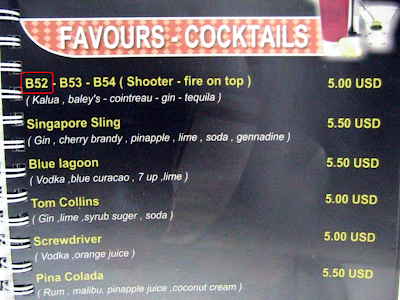 FAVOURS - COCKTAILS
B52 - B53 - B54 ( Shooter - fire on top ) 5.00 USD
( Kalua , baley's - cointreau - gin - tequila )
Singapore Sling 5.50 USD
( Gin , cherry brandy , pinapple , lime , soda , gennadine )
Blue lagoon 5.50 USD
( Vodka ,blue curacao , 7 up ,lime )
Tom Collins 5.00 USD
( Gin ,lime ,syrub suger , soda )
Screwdriver 5.00 USD
( Vodka ,orange juice )
Pina Colada 5.50 USD
( Rum , malibu, pinapple juice ,coconut cream )